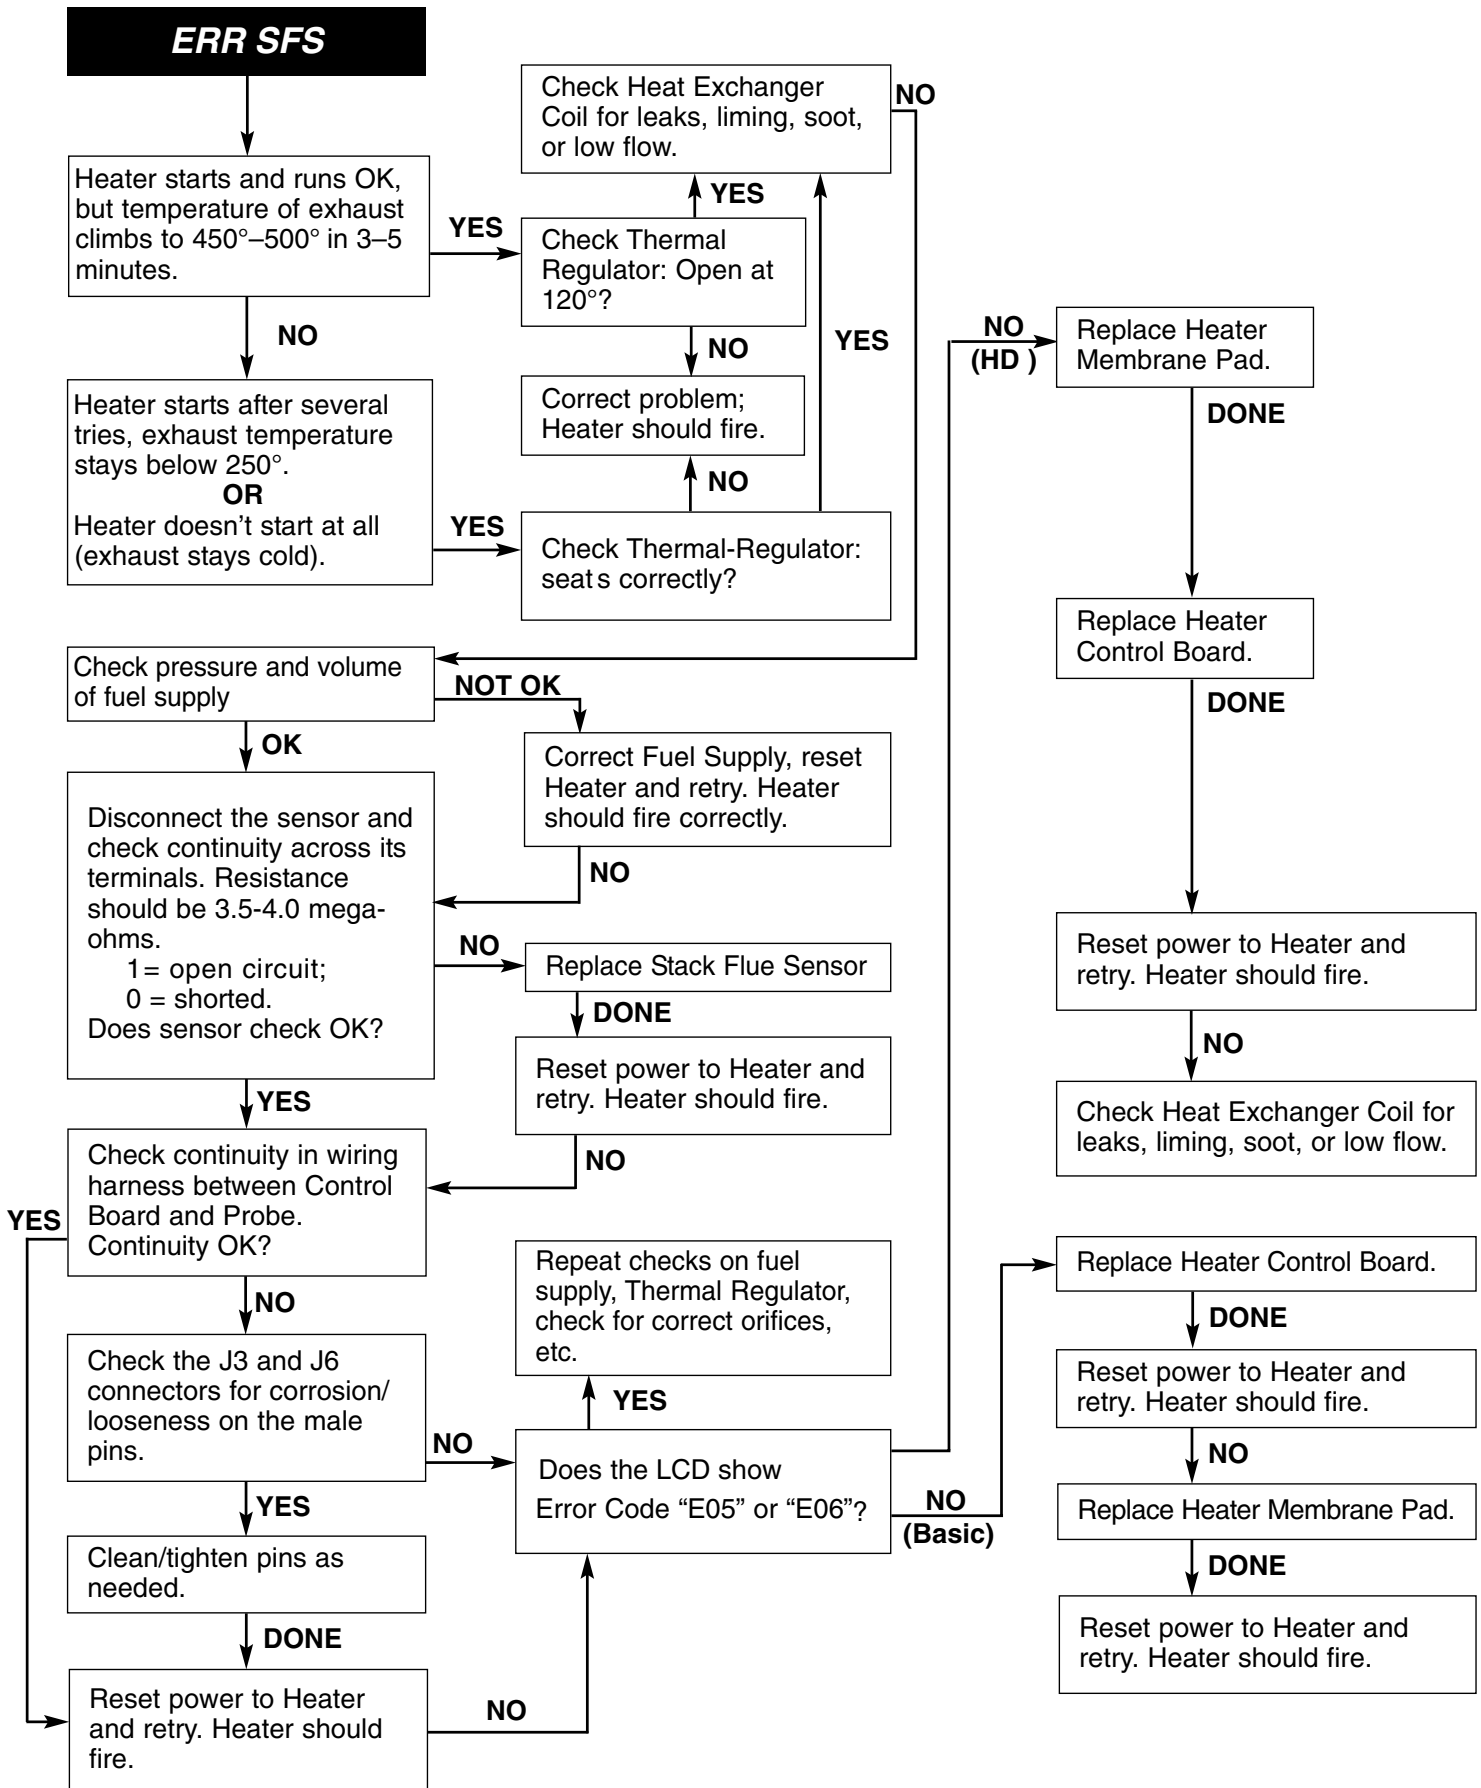 ERR SFS
Heater starts and runs OK,
but temperature of exhaust
climbs to 450°–500° in 3–5
minutes.
YES
NO
Check Heat Exchanger
Coil for leaks, liming, soot,
or low flow.
NO
YES
Check Thermal
Regulator: Open at
120°?
NO
YES
Correct problem;
Heater should fire.
NO
Heater starts after several
tries, exhaust temperature
stays below 250°.
OR
Heater doesn't start at all
(exhaust stays cold).
YES
Check Thermal-Regulator:
seats correctly?
Check pressure and volume
of fuel supply
NOT OK
OK
Correct Fuel Supply, reset
Heater and retry. Heater
should fire correctly.
NO
Disconnect the sensor and
check continuity across its
terminals. Resistance
should be 3.5-4.0 mega-
ohms.
1= open circuit;
0 = shorted.
Does sensor check OK?
NO
Replace Stack Flue Sensor
DONE
Reset power to Heater and
retry. Heater should fire.
NO
YES
Check continuity in wiring
harness between Control
Board and Probe.
Continuity OK?
YES
NO
Check the J3 and J6
connectors for corrosion/
looseness on the male
pins.
NO
YES
Clean/tighten pins as
needed.
DONE
Reset power to Heater
and retry. Heater should
fire.
NO
Repeat checks on fuel
supply, Thermal Regulator,
check for correct orifices,
etc.
YES
Does the LCD show
Error Code “E05” or “E06”?
NO
(Basic)
NO
(HD )
Replace Heater
Membrane Pad.
DONE
Replace Heater
Control Board.
DONE
Reset power to Heater and
retry. Heater should fire.
NO
Check Heat Exchanger Coil for
leaks, liming, soot, or low flow.
Replace Heater Control Board.
DONE
Reset power to Heater and
retry. Heater should fire.
NO
Replace Heater Membrane Pad.
DONE
Reset power to Heater and
retry. Heater should fire.